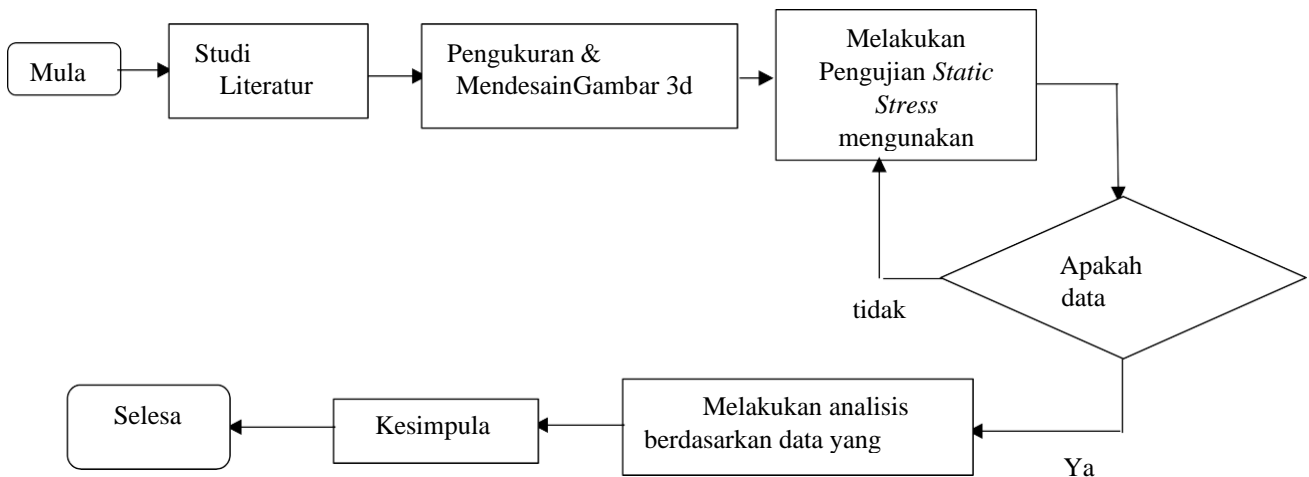 Mula
Studi
Literatur
Pengukuran &
MendesainGambar 3d
Melakukan
Pengujian Static
Stress
mengunakan
Apakah
data
tidak
Ya
Melakukan analisis
berdasarkan data yang
Kesimpula
Selesa